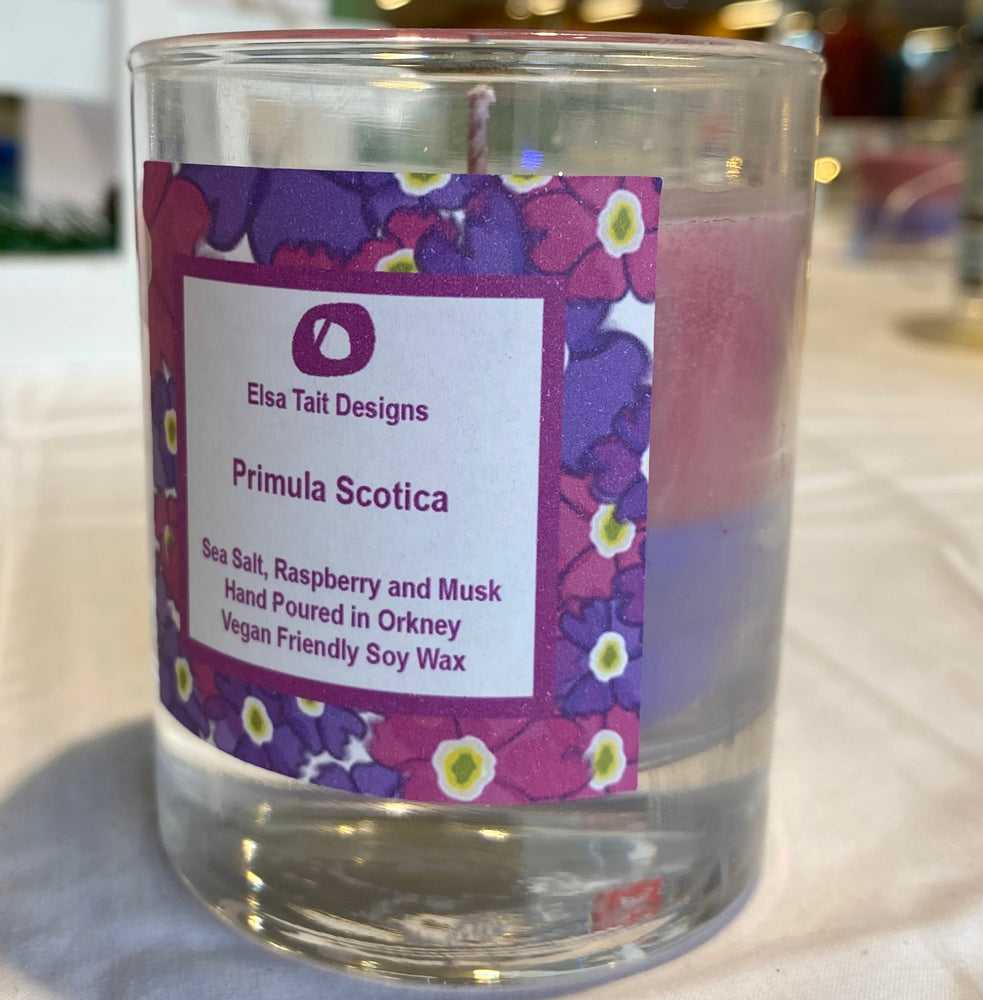 Elsa Tait Designs
Primula Scotica
Sea Salt, Raspberry and Musk
Hand Poured in Orkney
Vegan Friendly Soy Wax